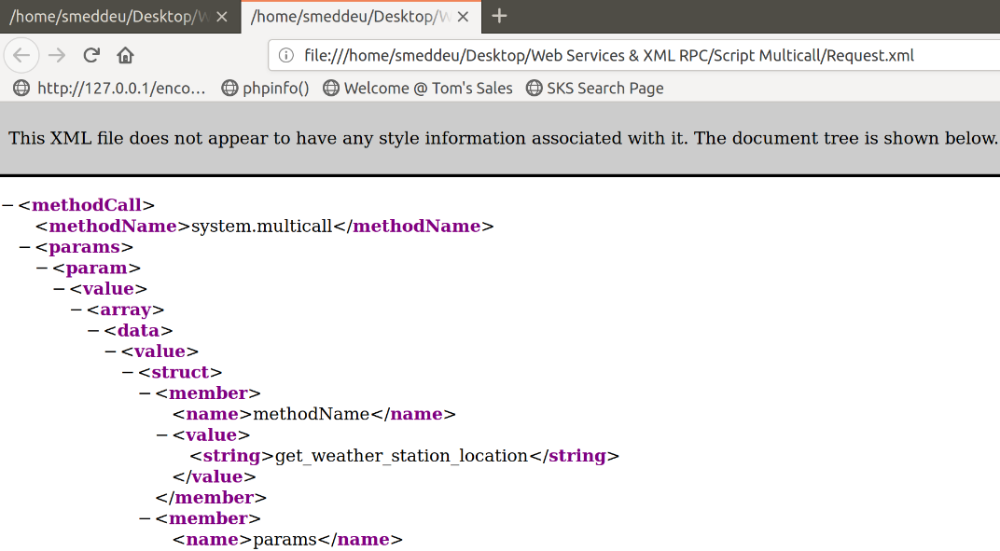 /home/smeddeu/Desktop/W
/home/smeddeu/Desktop/W
file:///home/smeddeu/Desktop/Web Services & XML RPC/Script Multicall/Request.xml
http://127.0.0.1/enco... phpinfo() Welcome @ Tom's Sales SKS Search Page
This XML file does not appear to have any style information associated with it. The document tree is shown below.
−<methodCall>
<methodName>system.multicall</methodName>
−<params>
−<param>
−<value>
−<array>
−<data>
−<value>
−<struct>
−<member>
<name>methodName</name>
−<value>
<string>get_weather_station_location</string>
</value>
</member>
−<member>
<name>params</name>